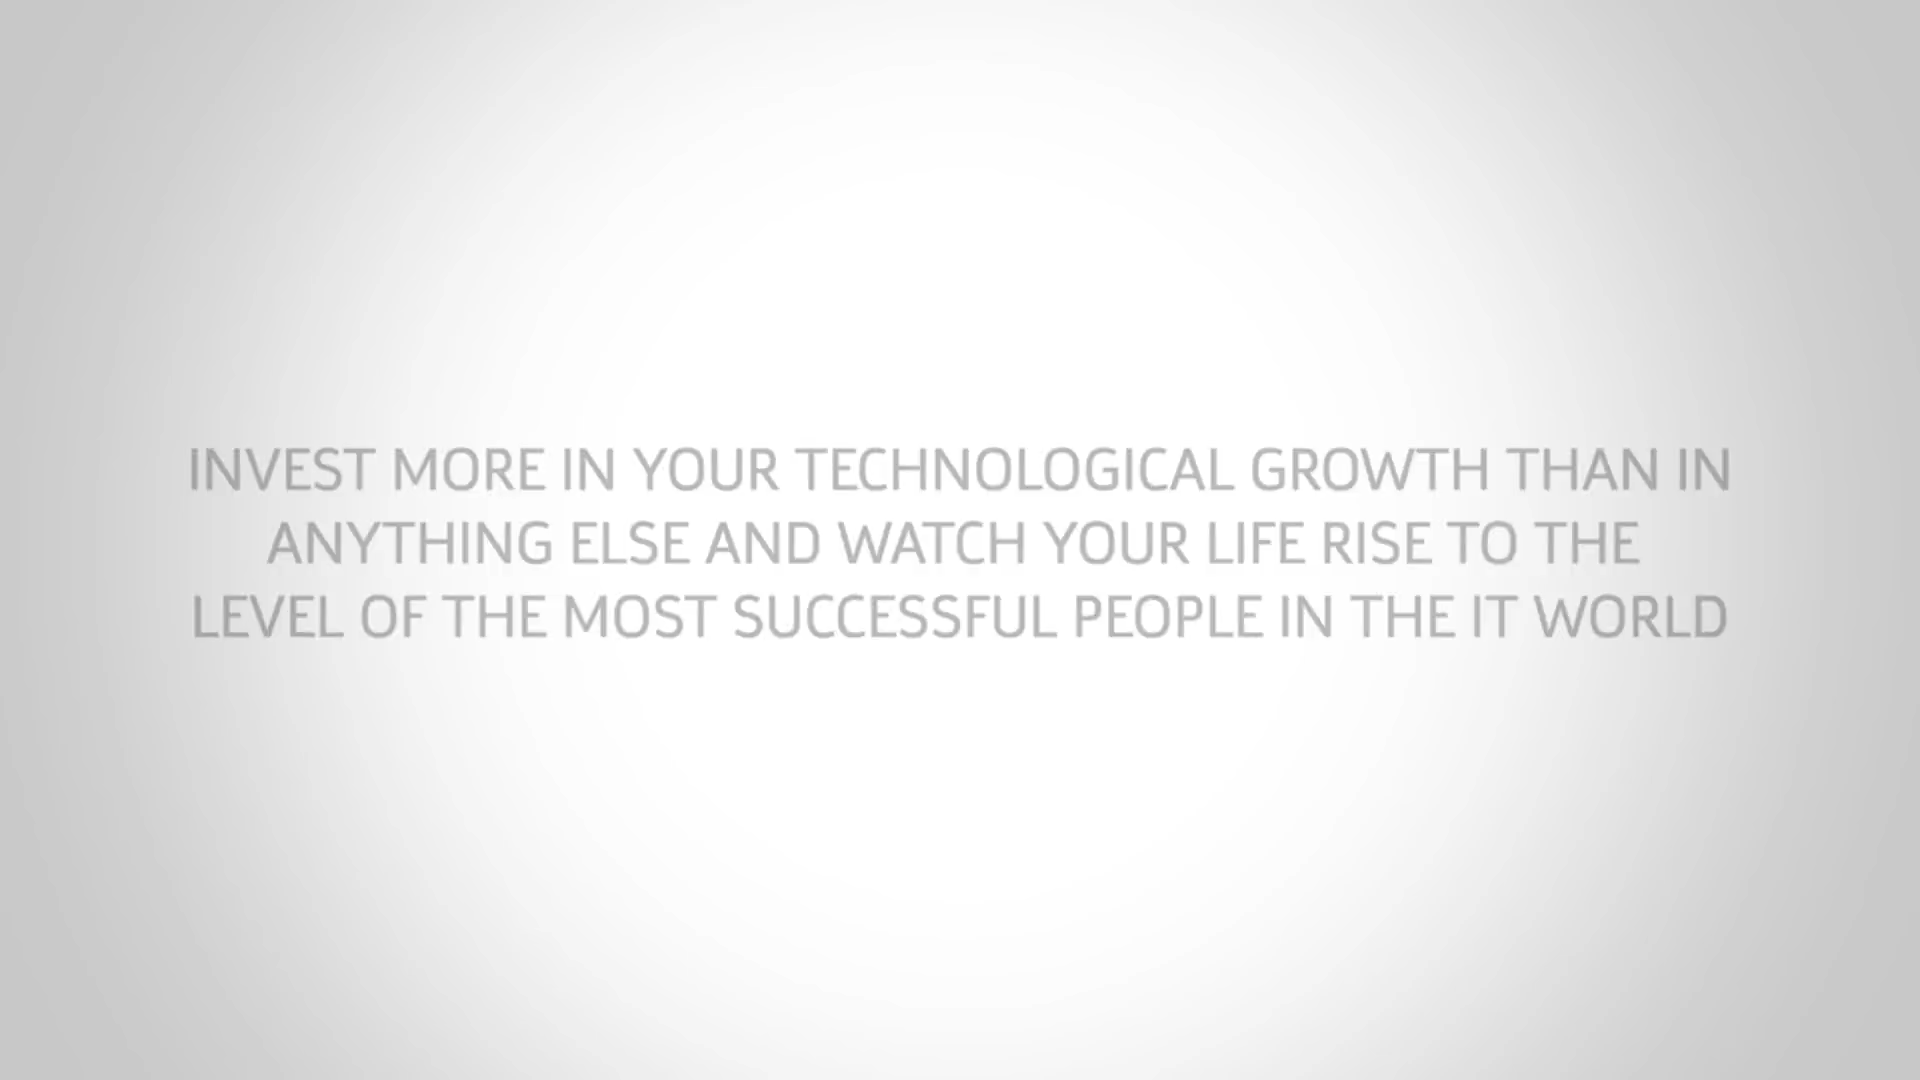 INVEST MORE IN YOUR TECHNOLOGICAL GROWTH THAN IN
ANYTHING ELSE AND WATCH YOUR LIFE RISE TO THE
LEVEL OF THE MOST SUCCESSFUL PEOPLE IN THE IT WORLD